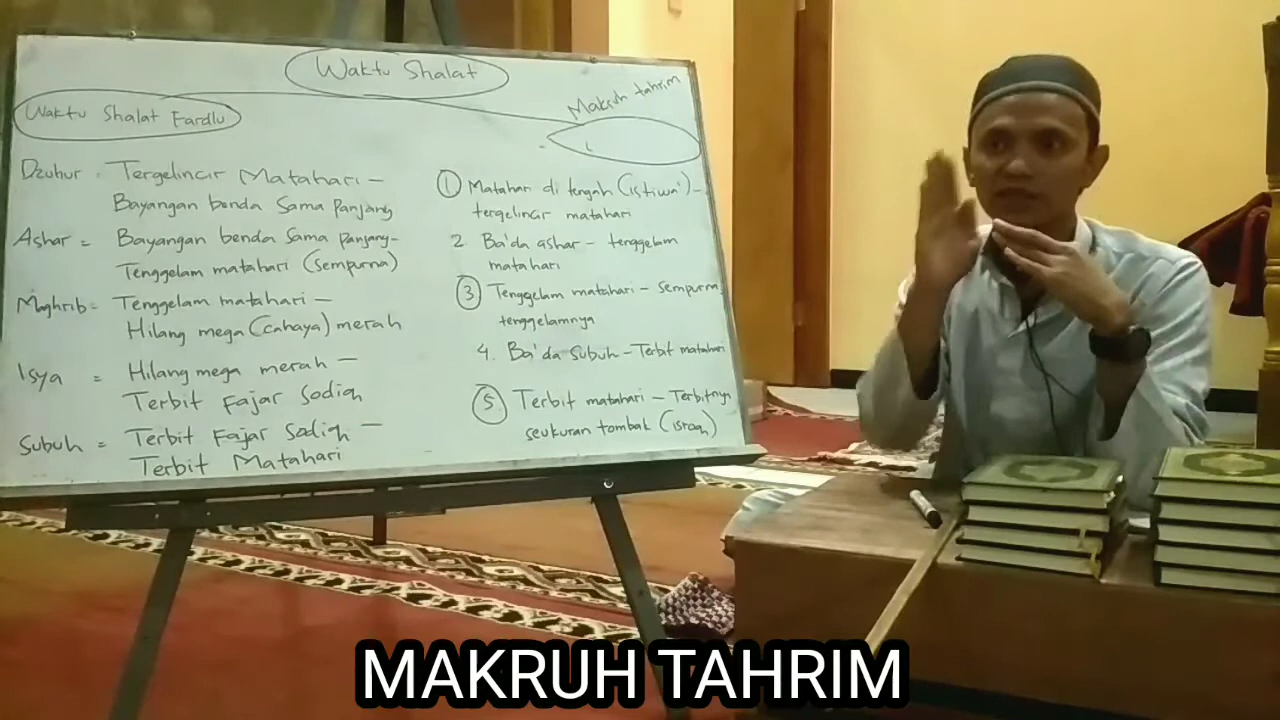 Waktu Shalat
Waktu Shalat Fardlu
Dzuhur = Tergelincir Matahari -
Bayangan benda Sama Panjang
Ashar = Bayangan benda Sama Panjang-
Tenggelam matahari (Sempurna)
Maghrib = Tenggelam matahari -
Hilang mega (cahaya) merah
Isya = Hilang mega merah -
Terbit Fajar Sodiq
Subuh = Terbit Fajar Sodiq -
Terbit Matahari
Makruh tahrim
1 Matahari di tengah (istiwa') -
tergelincir matahari
2 Ba'da ashar - tenggelam
matahari
3 Tenggelam matahari - Sempurna
tenggelamnya
4. Ba'da Subuh - Terbit matahari
5 Terbit matahari - Terbitnya
seukuran tombak (isroq)
MAKRUH TAHRIM